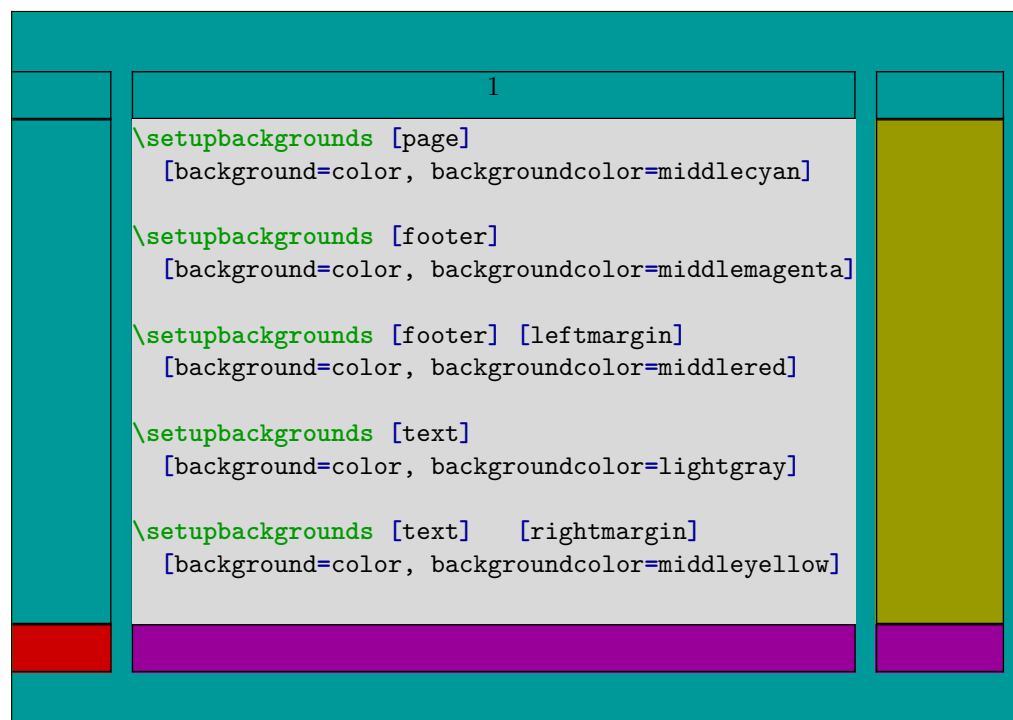 1
\setupbackgrounds [page]
  [background=color, backgroundcolor=middlecyan]
\setupbackgrounds [footer]
  [background=color, backgroundcolor=middlemagenta]
\setupbackgrounds [footer] [leftmargin]
  [background=color, backgroundcolor=middlered]
\setupbackgrounds [text]
  [background=color, backgroundcolor=lightgray]
\setupbackgrounds [text]   [rightmargin]
  [background=color, backgroundcolor=middleyellow]